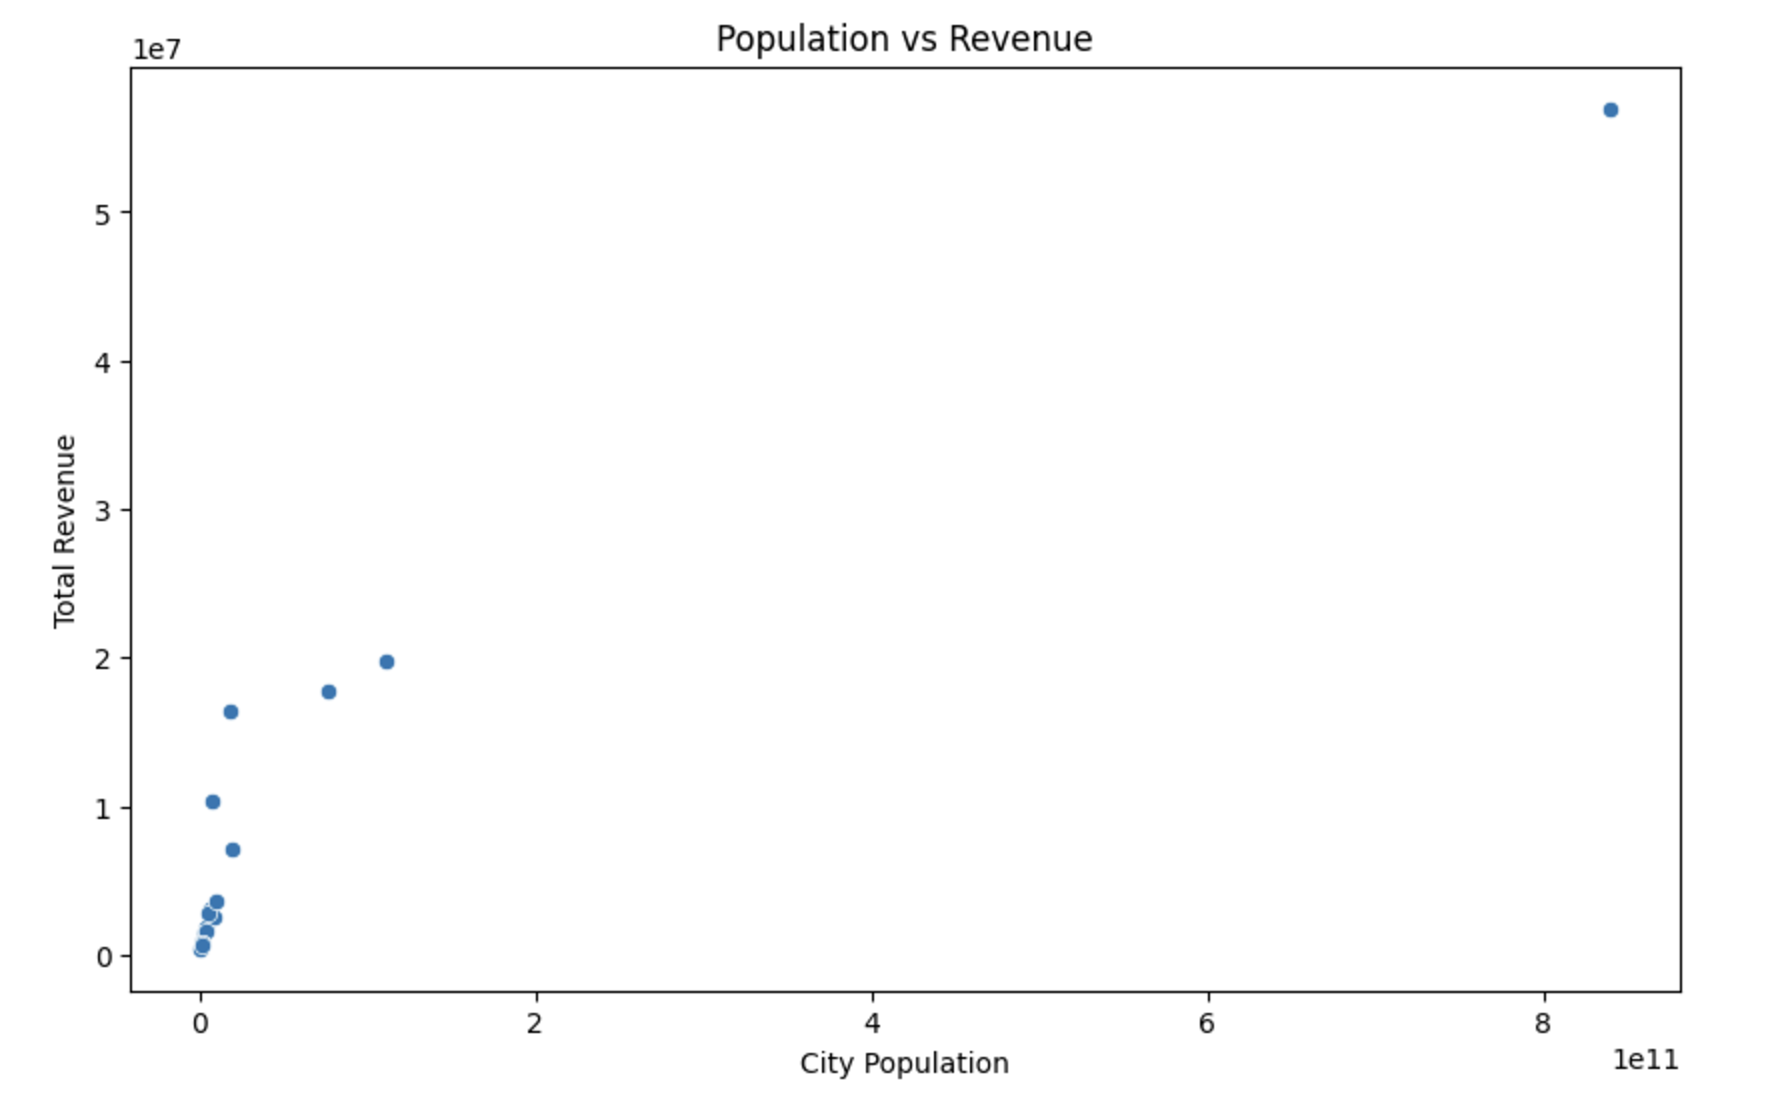 Population vs Revenue
1e7
5
4
3
2
1
0
Total Revenue
0 2 4 6 8
1e11
City Population